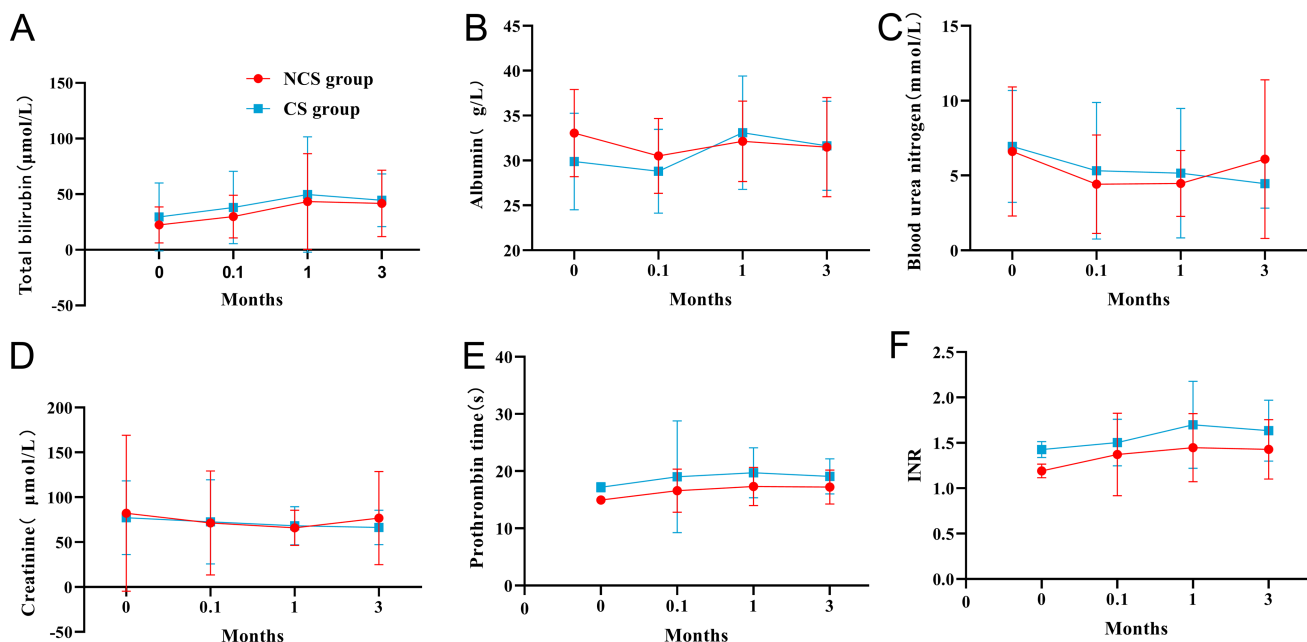 A
Total bilirubin(μmol/L)
150
100
50
0
-50
NCS group
CS group
0 0.1 1 3
Months
B
Albumin( g/L)
45
40
35
30
25
20
0 0.1 1 3
Months
C
Blood urea nitrogen(mmol/L)
15
10
5
0
0 0.1 1 3
Months
D
Creatinine( μmol/L)
200
150
100
50
0
-50
0 0.1 1 3
Months
E
Prothrombin time(s)
40
30
20
10
0
0 0 0.1 1 3
Months
F
INR
2.5
2.0
1.5
1.0
0.5
0.0
0 0 0.1 1 3
Months